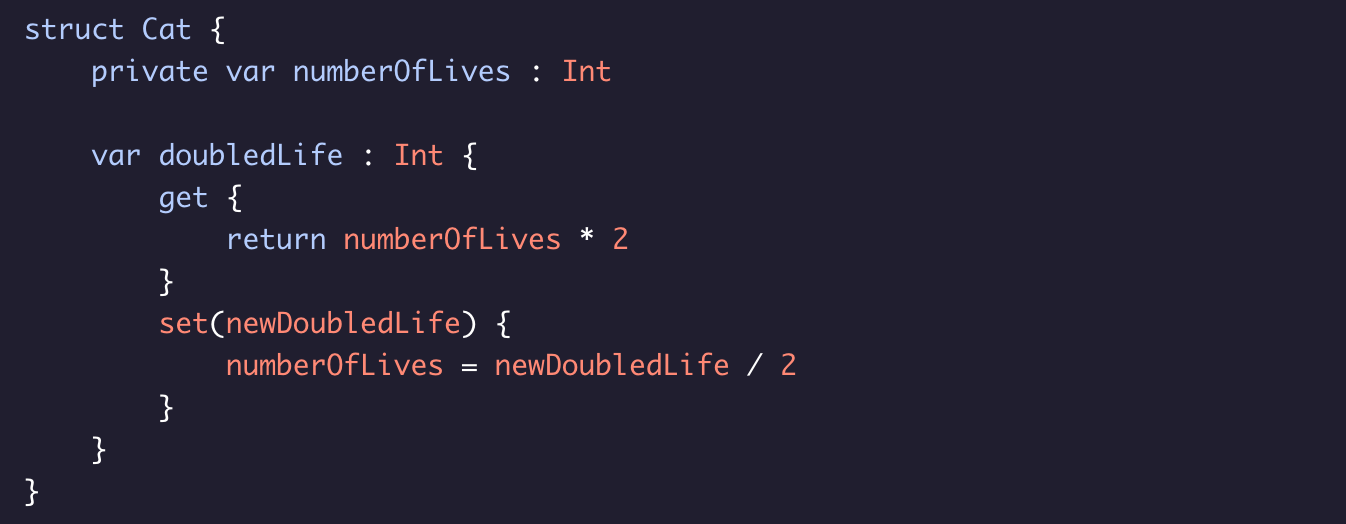 struct Cat {
    private var numberOfLives : Int

    var doubledLife : Int {
        get {
            return numberOfLives * 2
        }
        set(newDoubledLife) {
            numberOfLives = newDoubledLife / 2
        }
    }
}